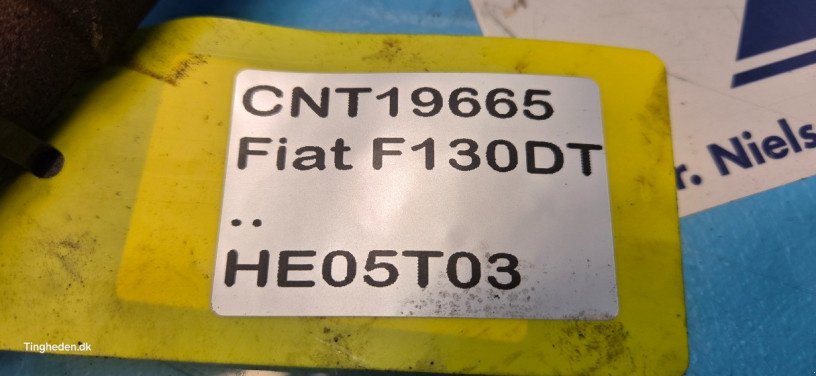 CNT19665
Fiat F130DT
..
HE05T03
r. Niels
Tingheden.dk